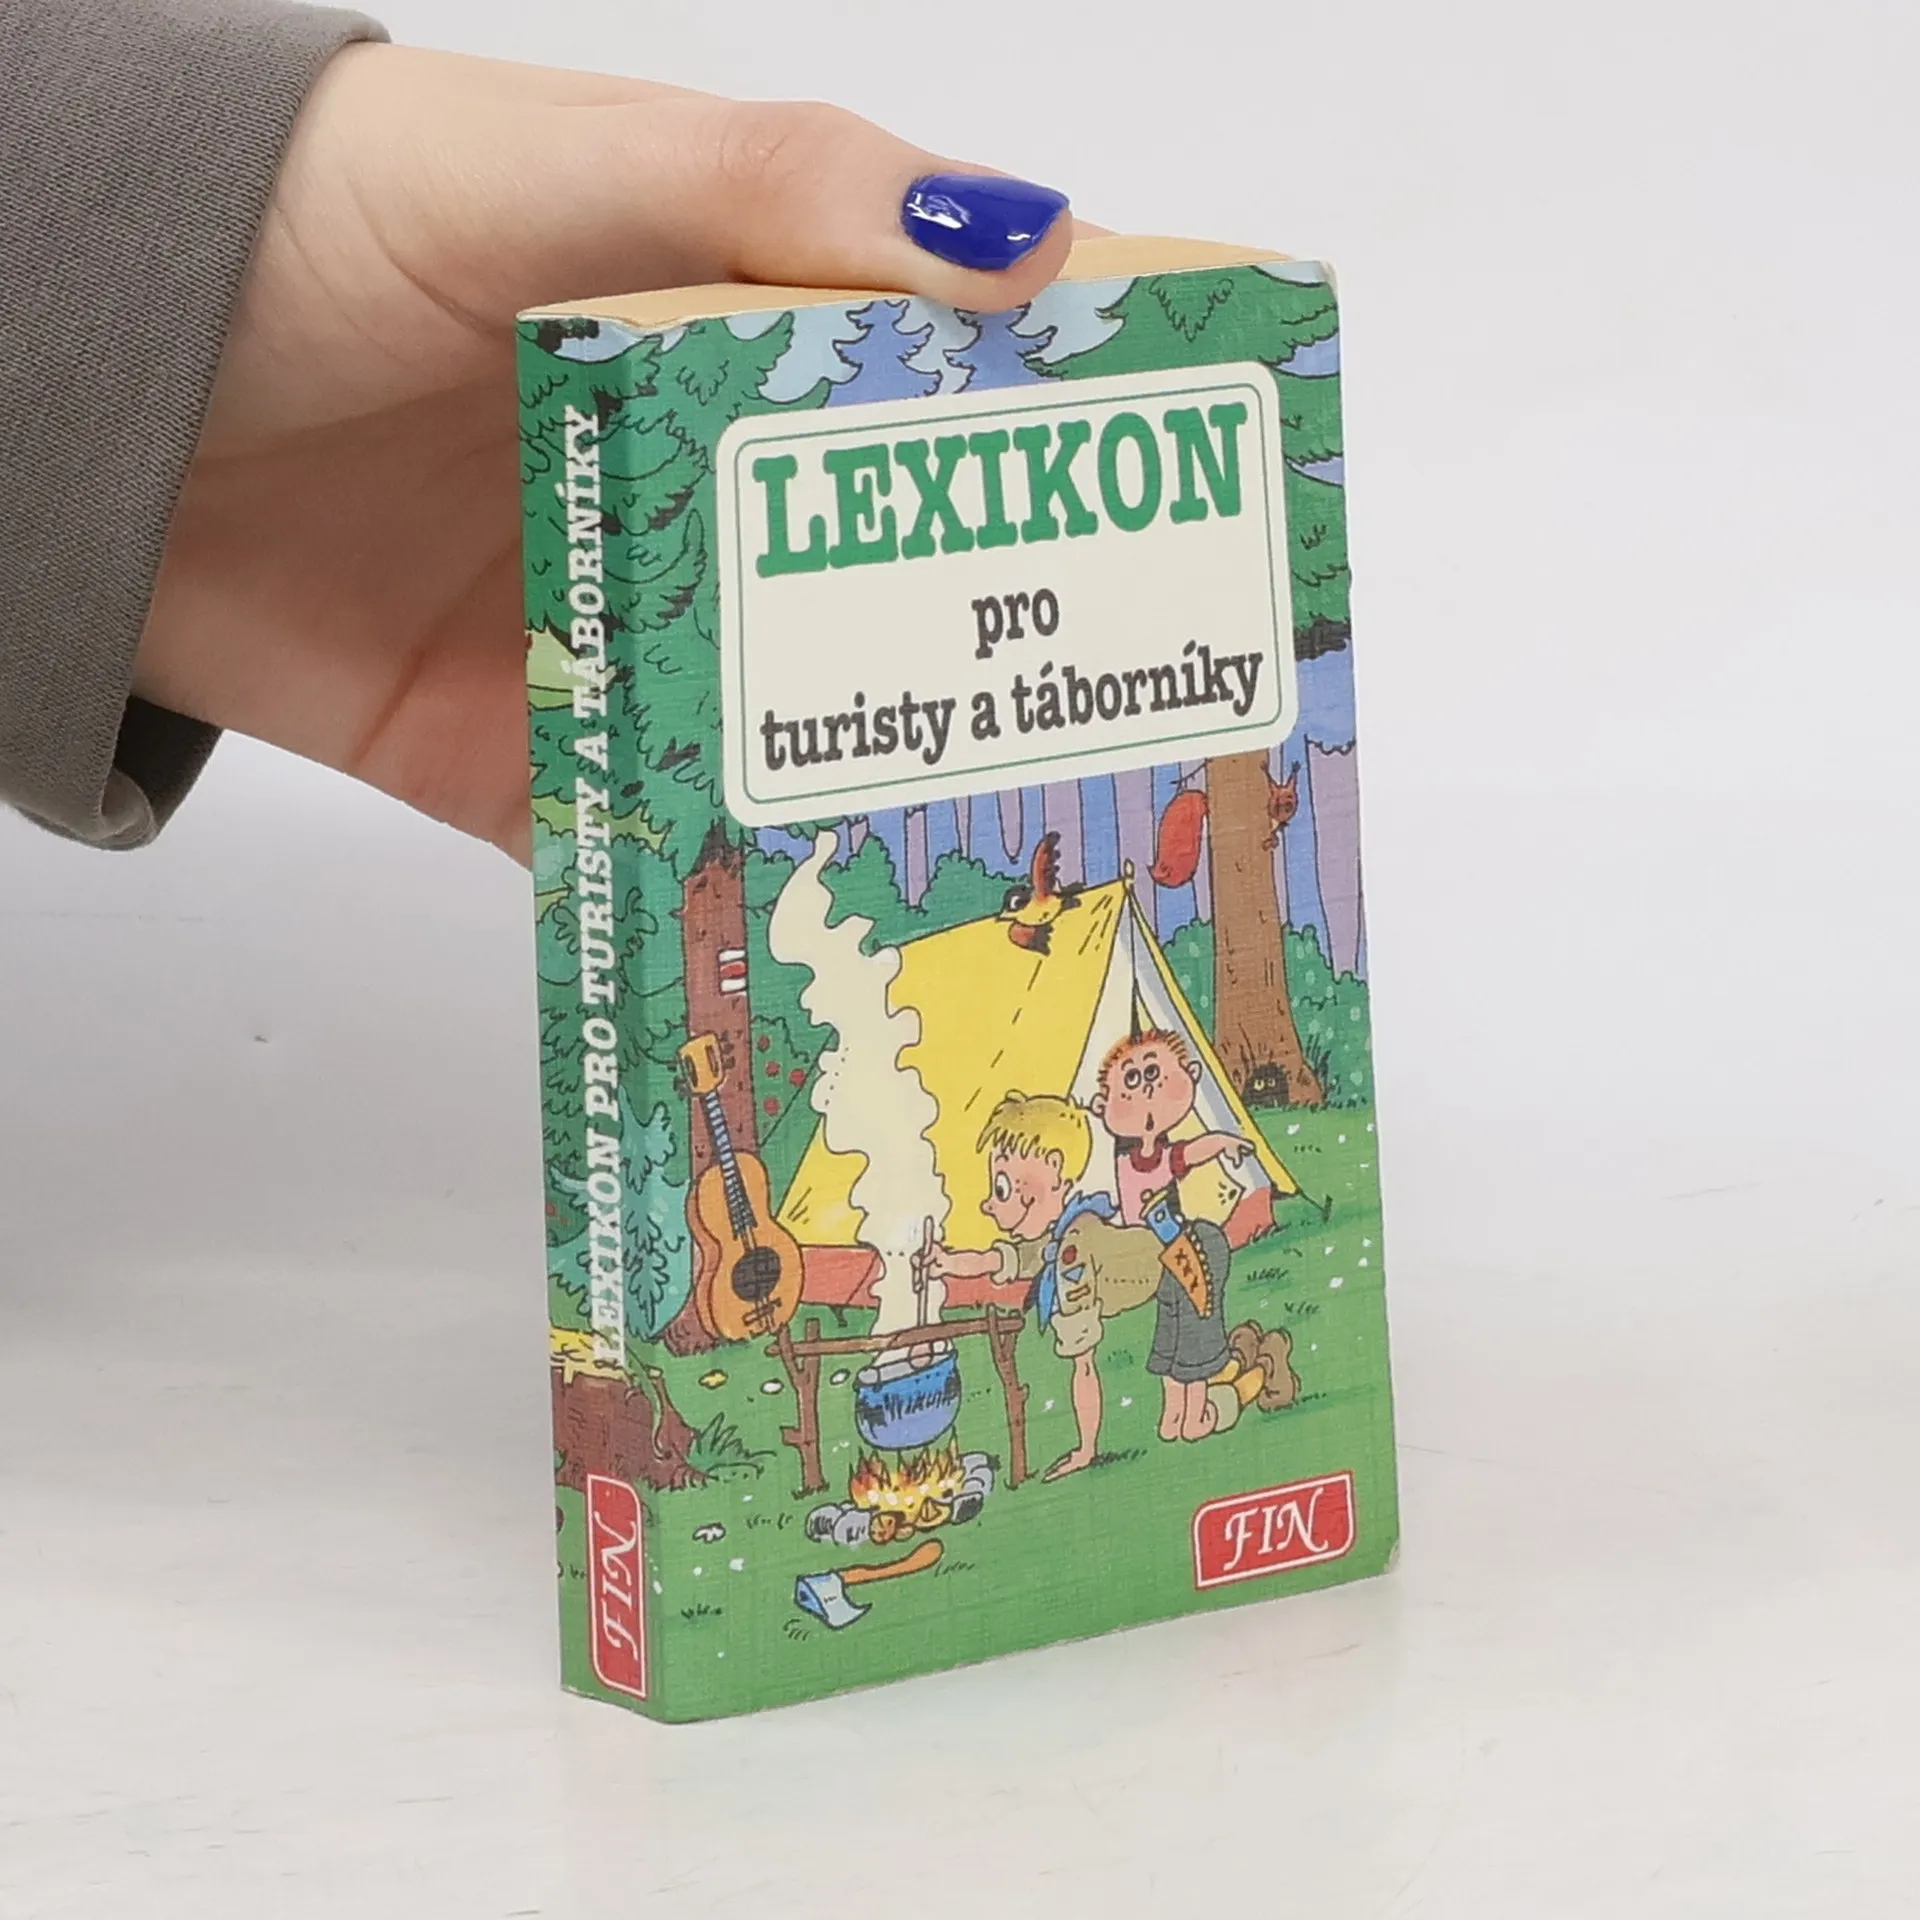 LEXIKON
pro
turisty a táborníky
FIN
LEXIKON PRO TURISTY A TÁBORNÍKY
FIN